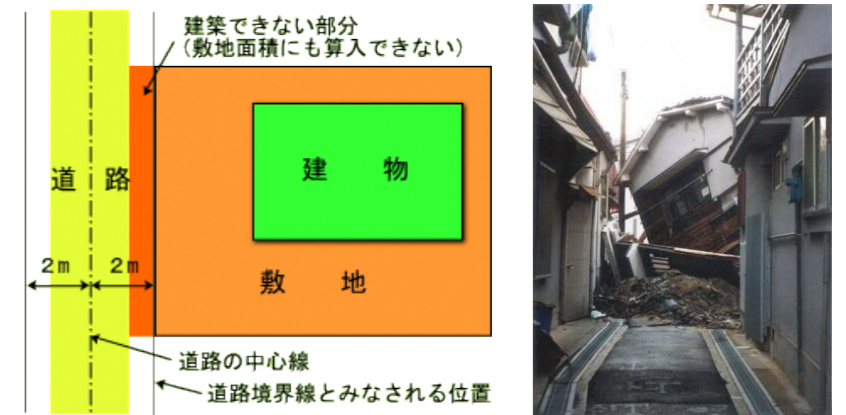 建築できない部分
（敷地面積にも算入できない）
道 路
建 物
2m 2m
敷 地
道路の中心線
道路境界線とみなされる位置